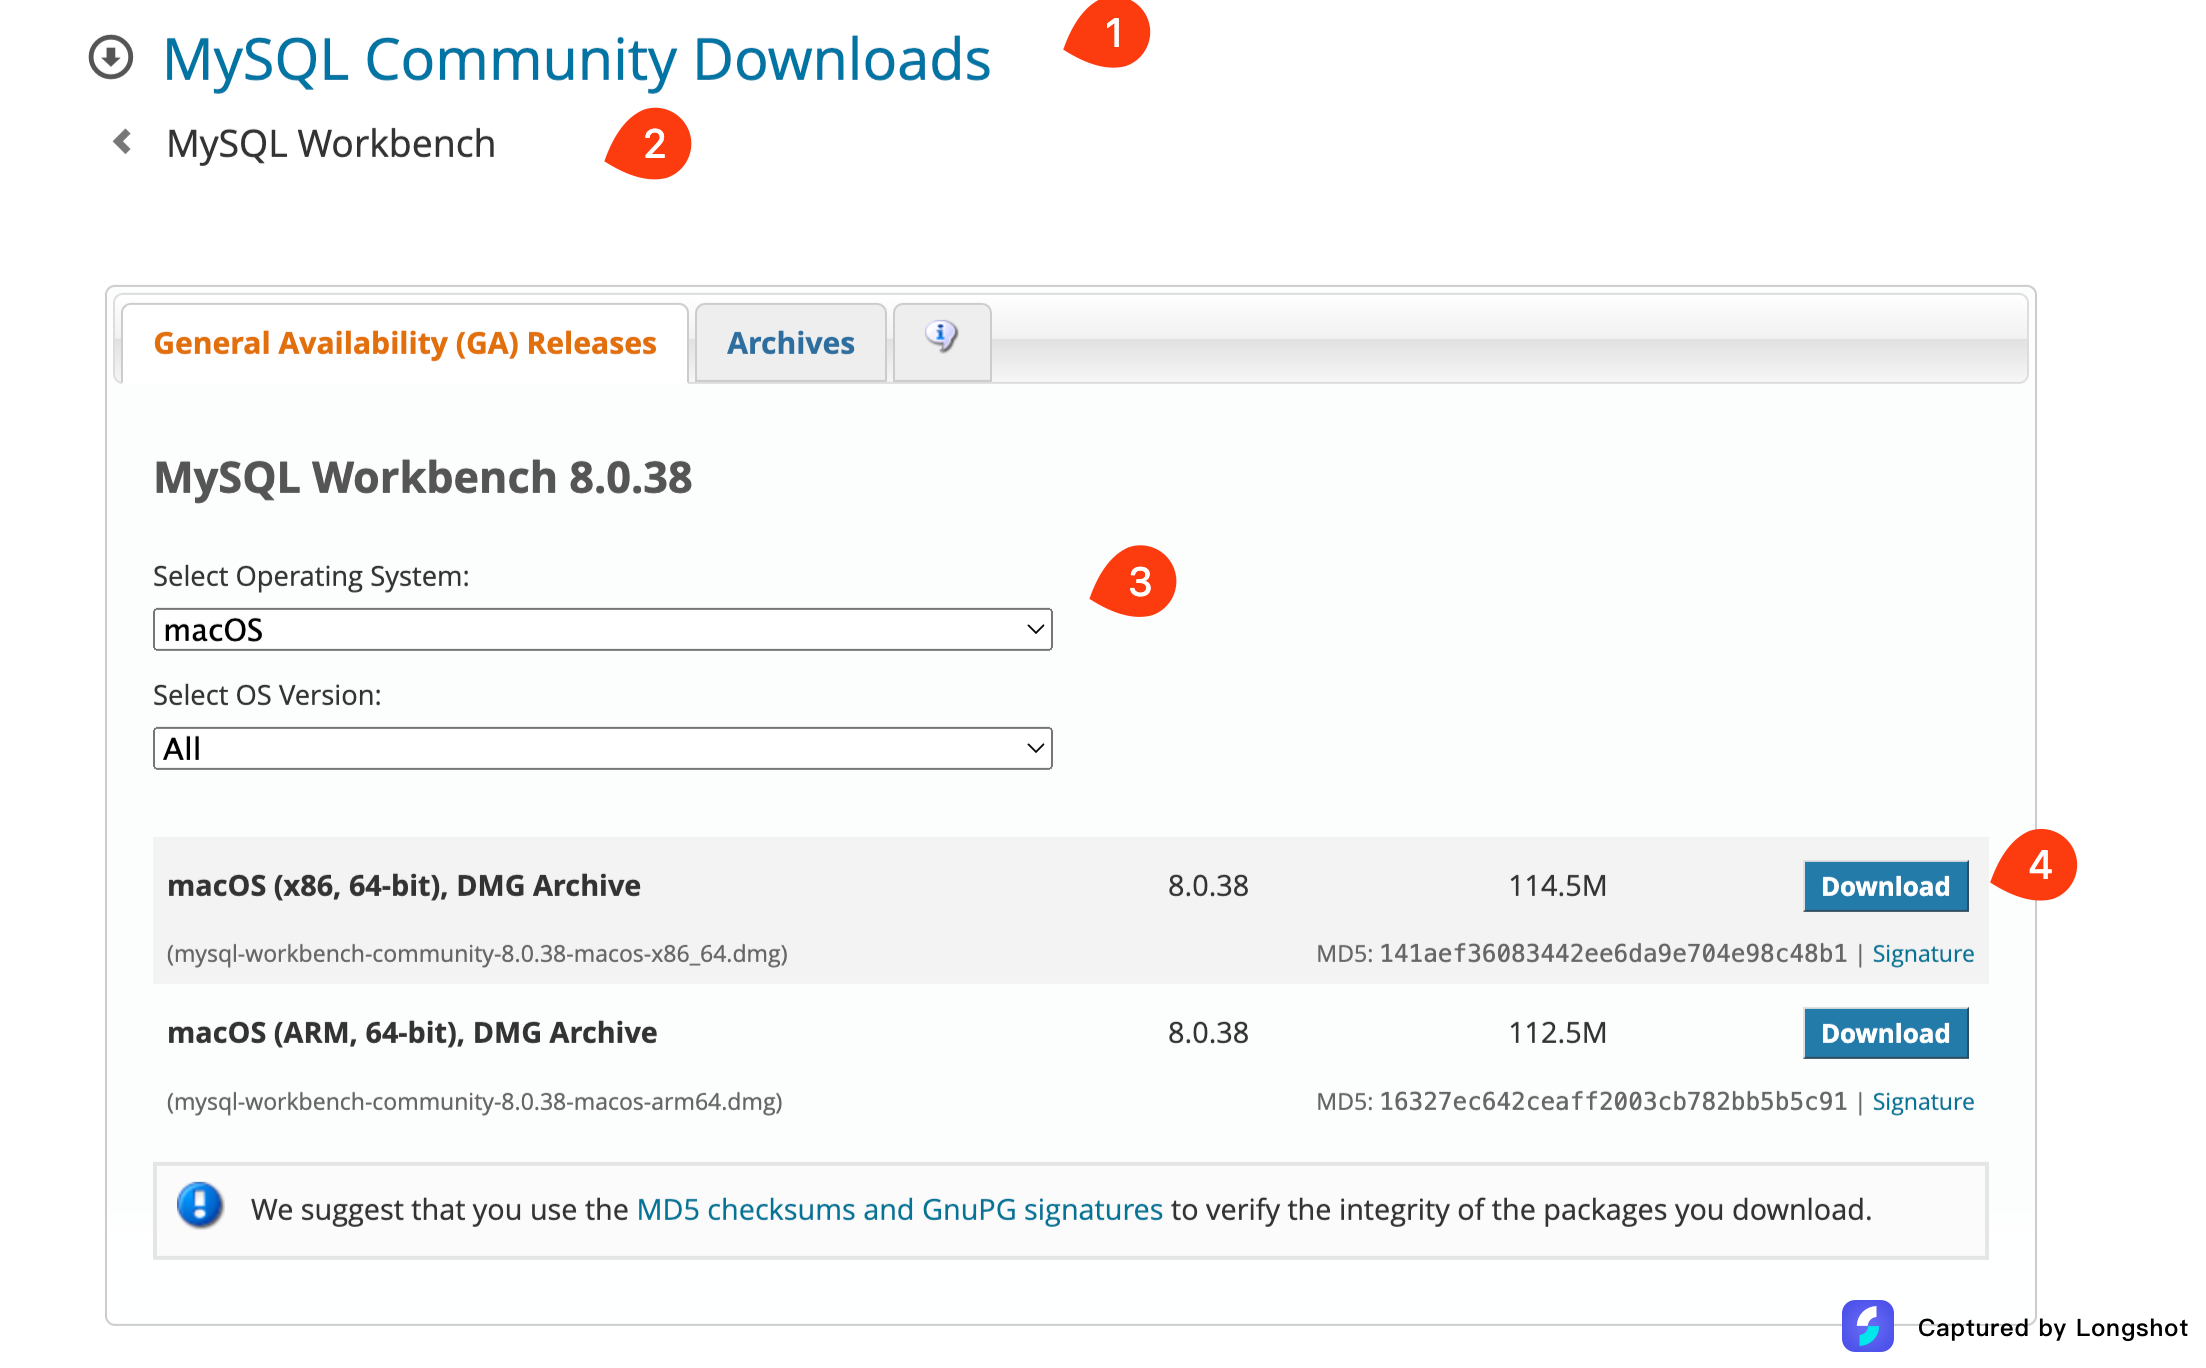 MySQL Community Downloads
1
MySQL Workbench
2
General Availability (GA) Releases
Archives
i
MySQL Workbench 8.0.38
Select Operating System:
3
macOS
Select OS Version:
All
macOS (x86, 64-bit), DMG Archive 8.0.38 114.5M Download
4
(mysql-workbench-community-8.0.38-macos-x86_64.dmg) MD5: 141aef36083442ee6da9e704e98c48b1 | Signature
macOS (ARM, 64-bit), DMG Archive 8.0.38 112.5M Download
(mysql-workbench-community-8.0.38-macos-arm64.dmg) MD5: 16327ec642ceaff2003cb782bb5b5c91 | Signature
We suggest that you use the MD5 checksums and GnuPG signatures to verify the integrity of the packages you download.
Captured by Longshot